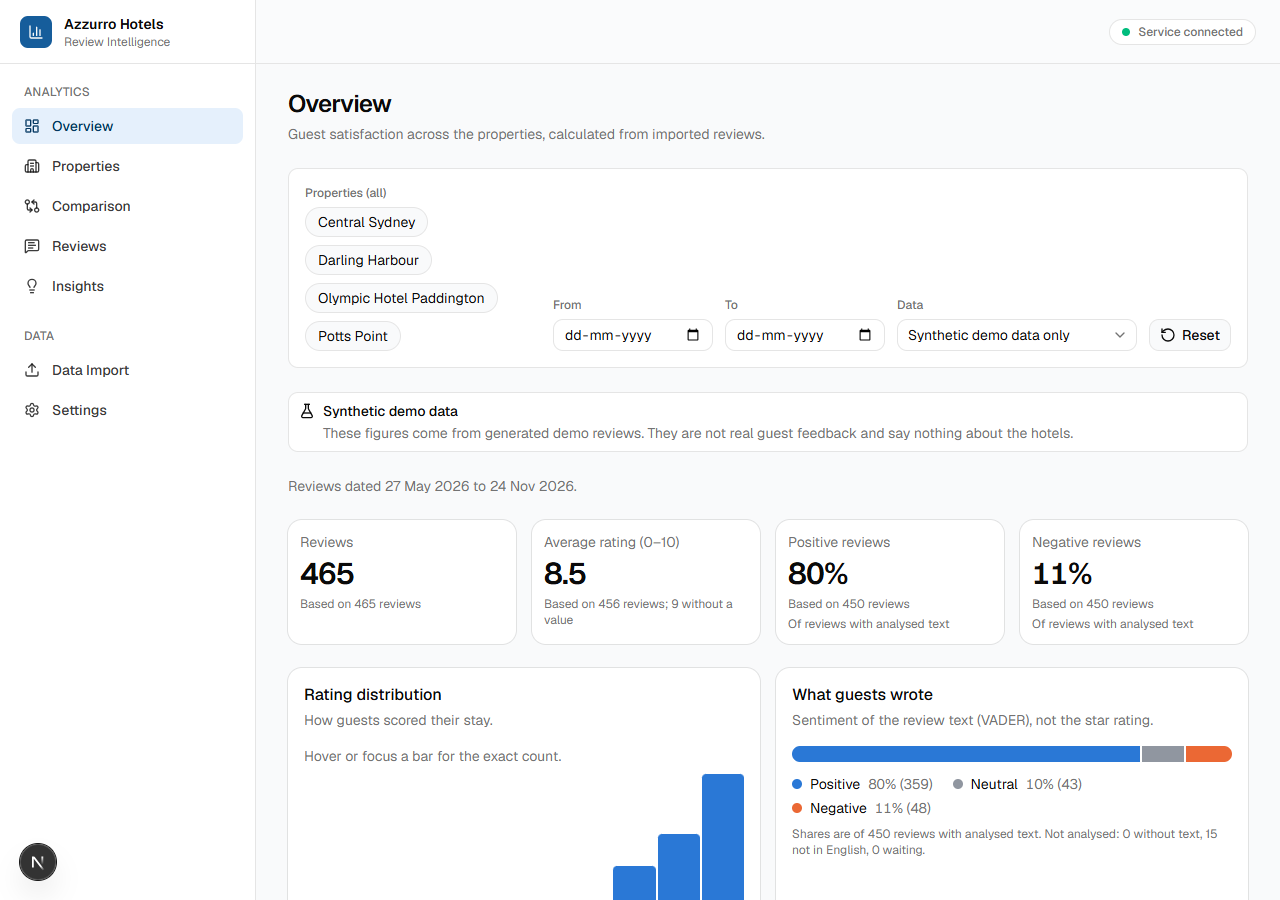 Azzurro Hotels
Review Intelligence
Service connected
ANALYTICS
Overview
Properties
Comparison
Reviews
Insights
DATA
Data Import
Settings
Overview
Guest satisfaction across the properties, calculated from imported reviews.
Properties (all)
Central Sydney
Darling Harbour
Olympic Hotel Paddington
Potts Point
From
dd-mm-yyyy
To
dd-mm-yyyy
Data
Synthetic demo data only
Reset
Synthetic demo data
These figures come from generated demo reviews. They are not real guest feedback and say nothing about the hotels.
Reviews dated 27 May 2026 to 24 Nov 2026.
Reviews
465
Based on 465 reviews
Average rating (0–10)
8.5
Based on 456 reviews; 9 without a
value
Positive reviews
80%
Based on 450 reviews
Of reviews with analysed text
Negative reviews
11%
Based on 450 reviews
Of reviews with analysed text
Rating distribution
How guests scored their stay.
Hover or focus a bar for the exact count.
What guests wrote
Sentiment of the review text (VADER), not the star rating.
Positive 80% (359) Neutral 10% (43)
Negative 11% (48)
Shares are of 450 reviews with analysed text. Not analysed: 0 without text, 15
not in English, 0 waiting.
N